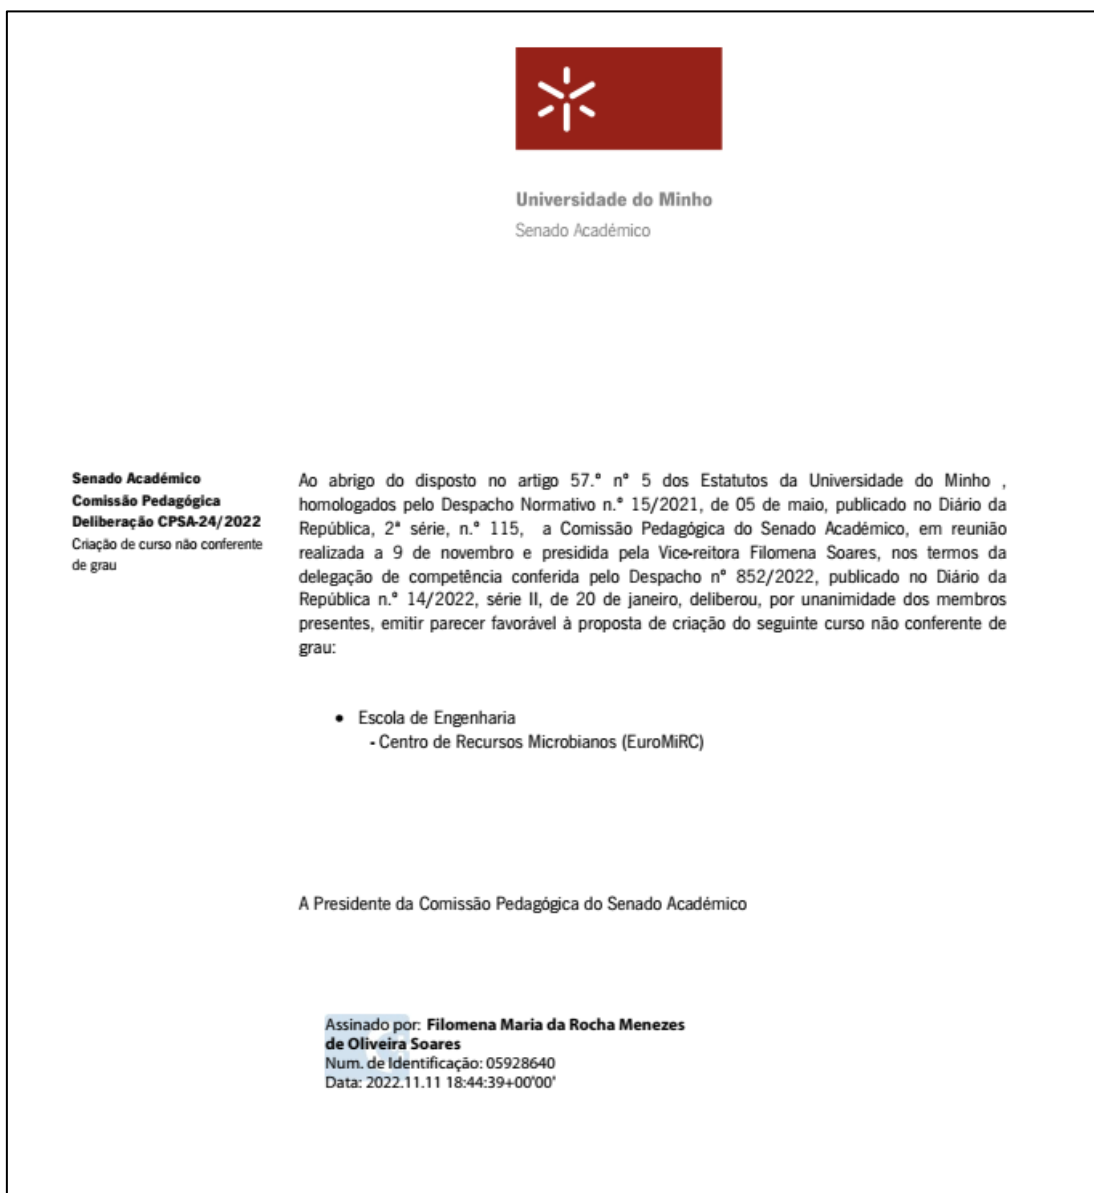 Universidade do Minho
Senado Académico
Senado Académico
Comissão Pedagógica
Deliberação CPSA-24/2022
Criação de curso não conferente
de grau
Ao abrigo do disposto no artigo 57.º nº 5 dos Estatutos da Universidade do Minho ,
homologados pelo Despacho Normativo n.º 15/2021, de 05 de maio, publicado no Diário da
República, 2ª série, n.º 115, a Comissão Pedagógica do Senado Académico, em reunião
realizada a 9 de novembro e presidida pela Vice-reitora Filomena Soares, nos termos da
delegação de competência conferida pelo Despacho nº 852/2022, publicado no Diário da
República n.º 14/2022, série II, de 20 de janeiro, deliberou, por unanimidade dos membros
presentes, emitir parecer favorável à proposta de criação do seguinte curso não conferente de
grau:
• Escola de Engenharia
- Centro de Recursos Microbianos (EuroMiRC)
A Presidente da Comissão Pedagógica do Senado Académico
Assinado por: Filomena Maria da Rocha Menezes
de Oliveira Soares
Num. de Identificação: 05928640
Data: 2022.11.11 18:44:39+00'00'